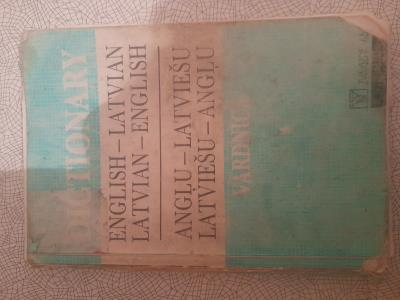 DICTIONARY
ENGLISH – LATVIAN
LATVIAN – ENGLISH
ANGĻU – LATVIEŠU
LATVIEŠU – ANGĻU
VĀRDNĪCA